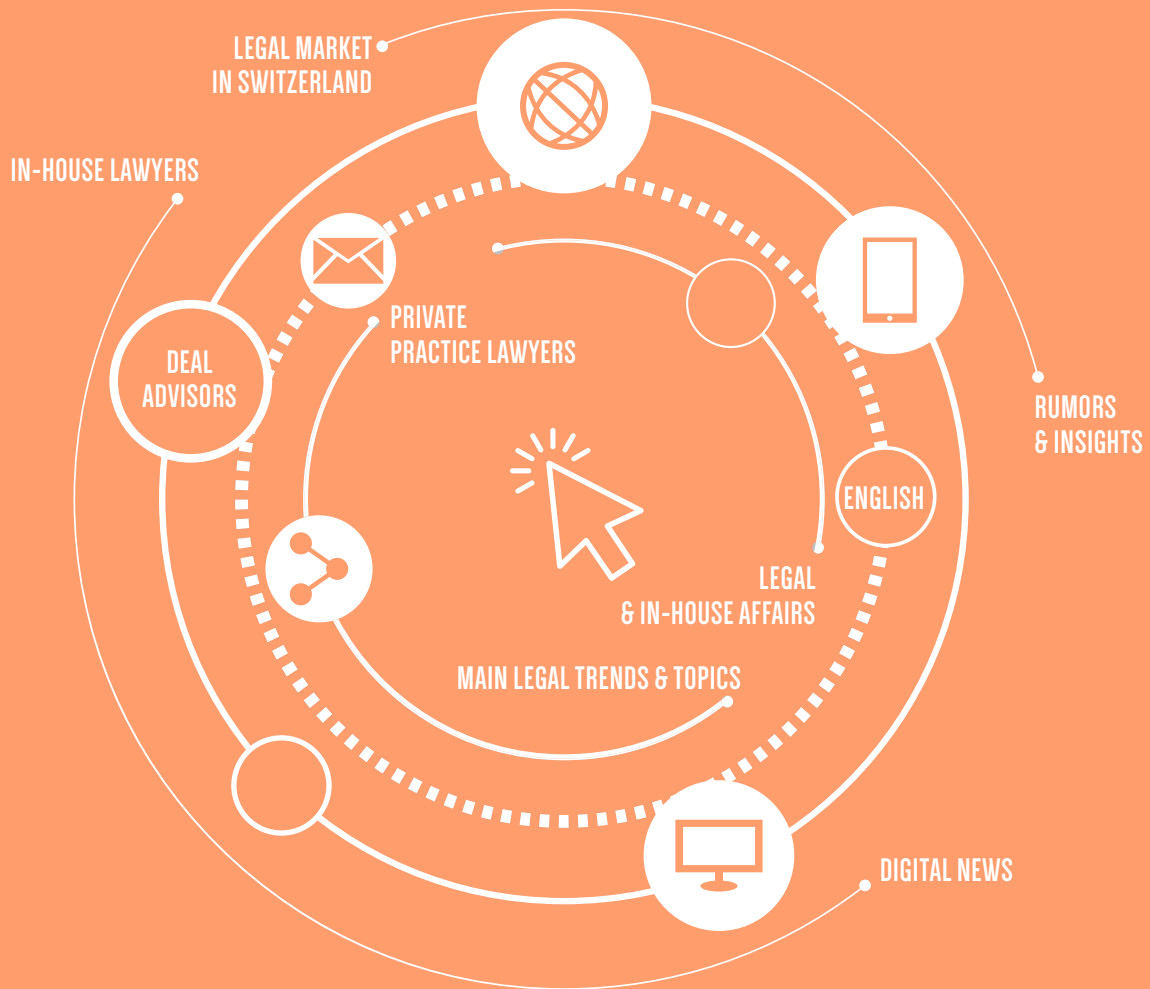 LEGAL MARKET
IN SWITZERLAND
IN-HOUSE LAWYERS
PRIVATE
PRACTICE LAWYERS
DEAL
ADVISORS
RUMORS
& INSIGHTS
ENGLISH
LEGAL
& IN-HOUSE AFFAIRS
MAIN LEGAL TRENDS & TOPICS
DIGITAL NEWS